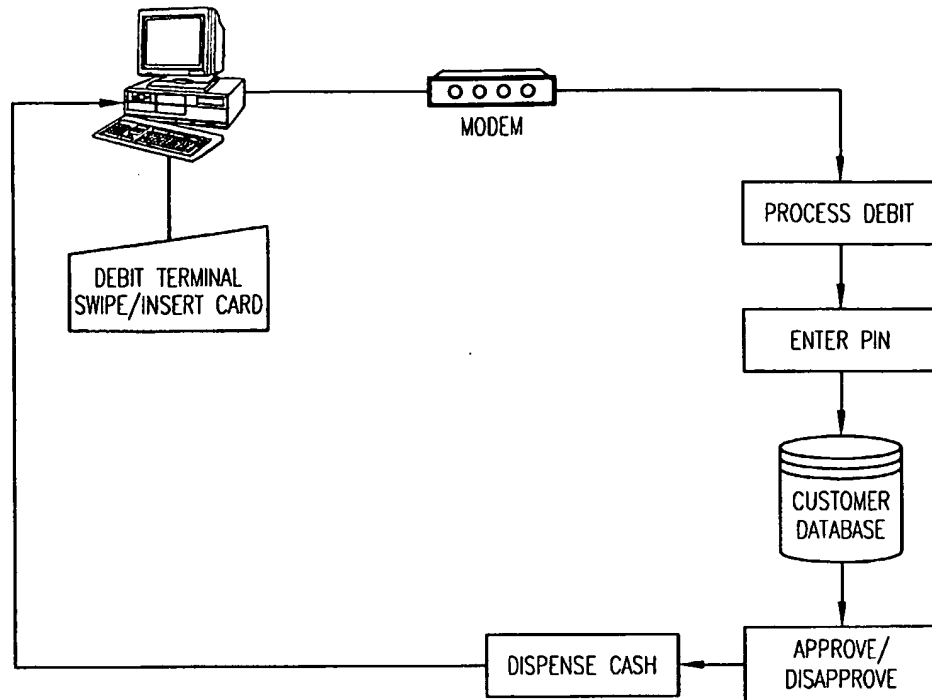 MODEM
PROCESS DEBIT
DEBIT TERMINAL
SWIPE/INSERT CARD
ENTER PIN
CUSTOMER
DATABASE
DISPENSE CASH
APPROVE/
DISAPPROVE